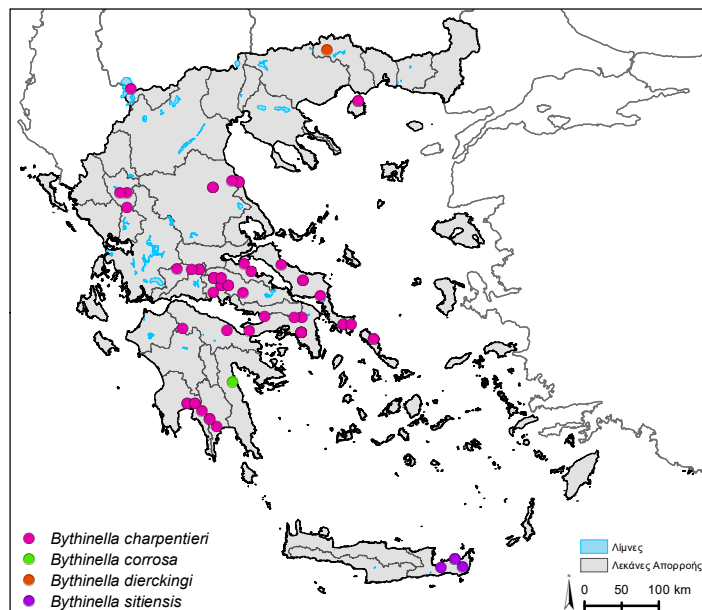 Bythinella charpentieri
Bythinella corrosa
Bythinella dierckingi
Bythinella sitiensis
Λίμνες
Λεκάνες Απορροής
0 50 100 km